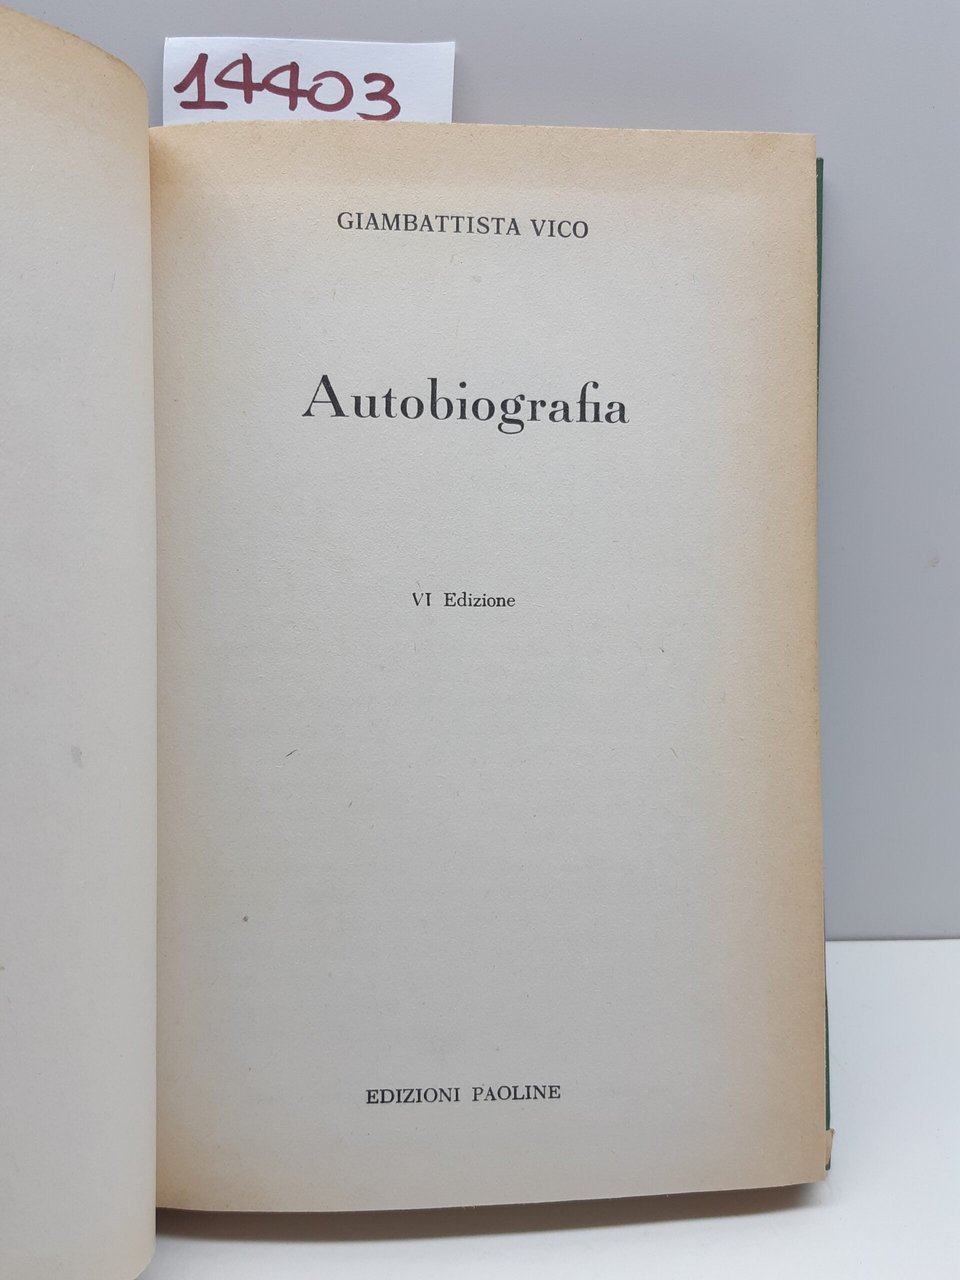 14403
GIAMBATTISTA VICO
Autobiografia
VI Edizione
EDIZIONI PAOLINE